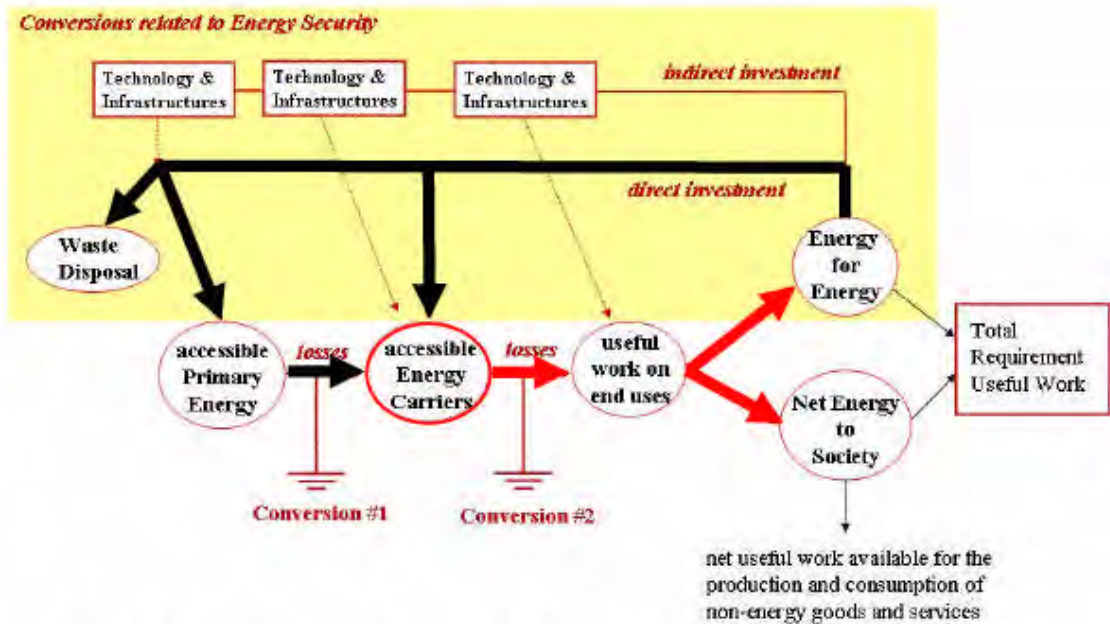 Conversions related to Energy Security
Technology &
Infrastructures
Technology &
Infrastructures
Technology &
Infrastructures
indirect investment
direct investment
Waste
Disposal
Energy
for
Energy
accessible
Primary
Energy
losses
accessible
Energy
Carriers
losses
useful
work on
end uses
Net Energy
to
Society
Total
Requirement
Useful Work
Conversion #1
Conversion #2
net useful work available for the
production and consumption of
non-energy goods and services